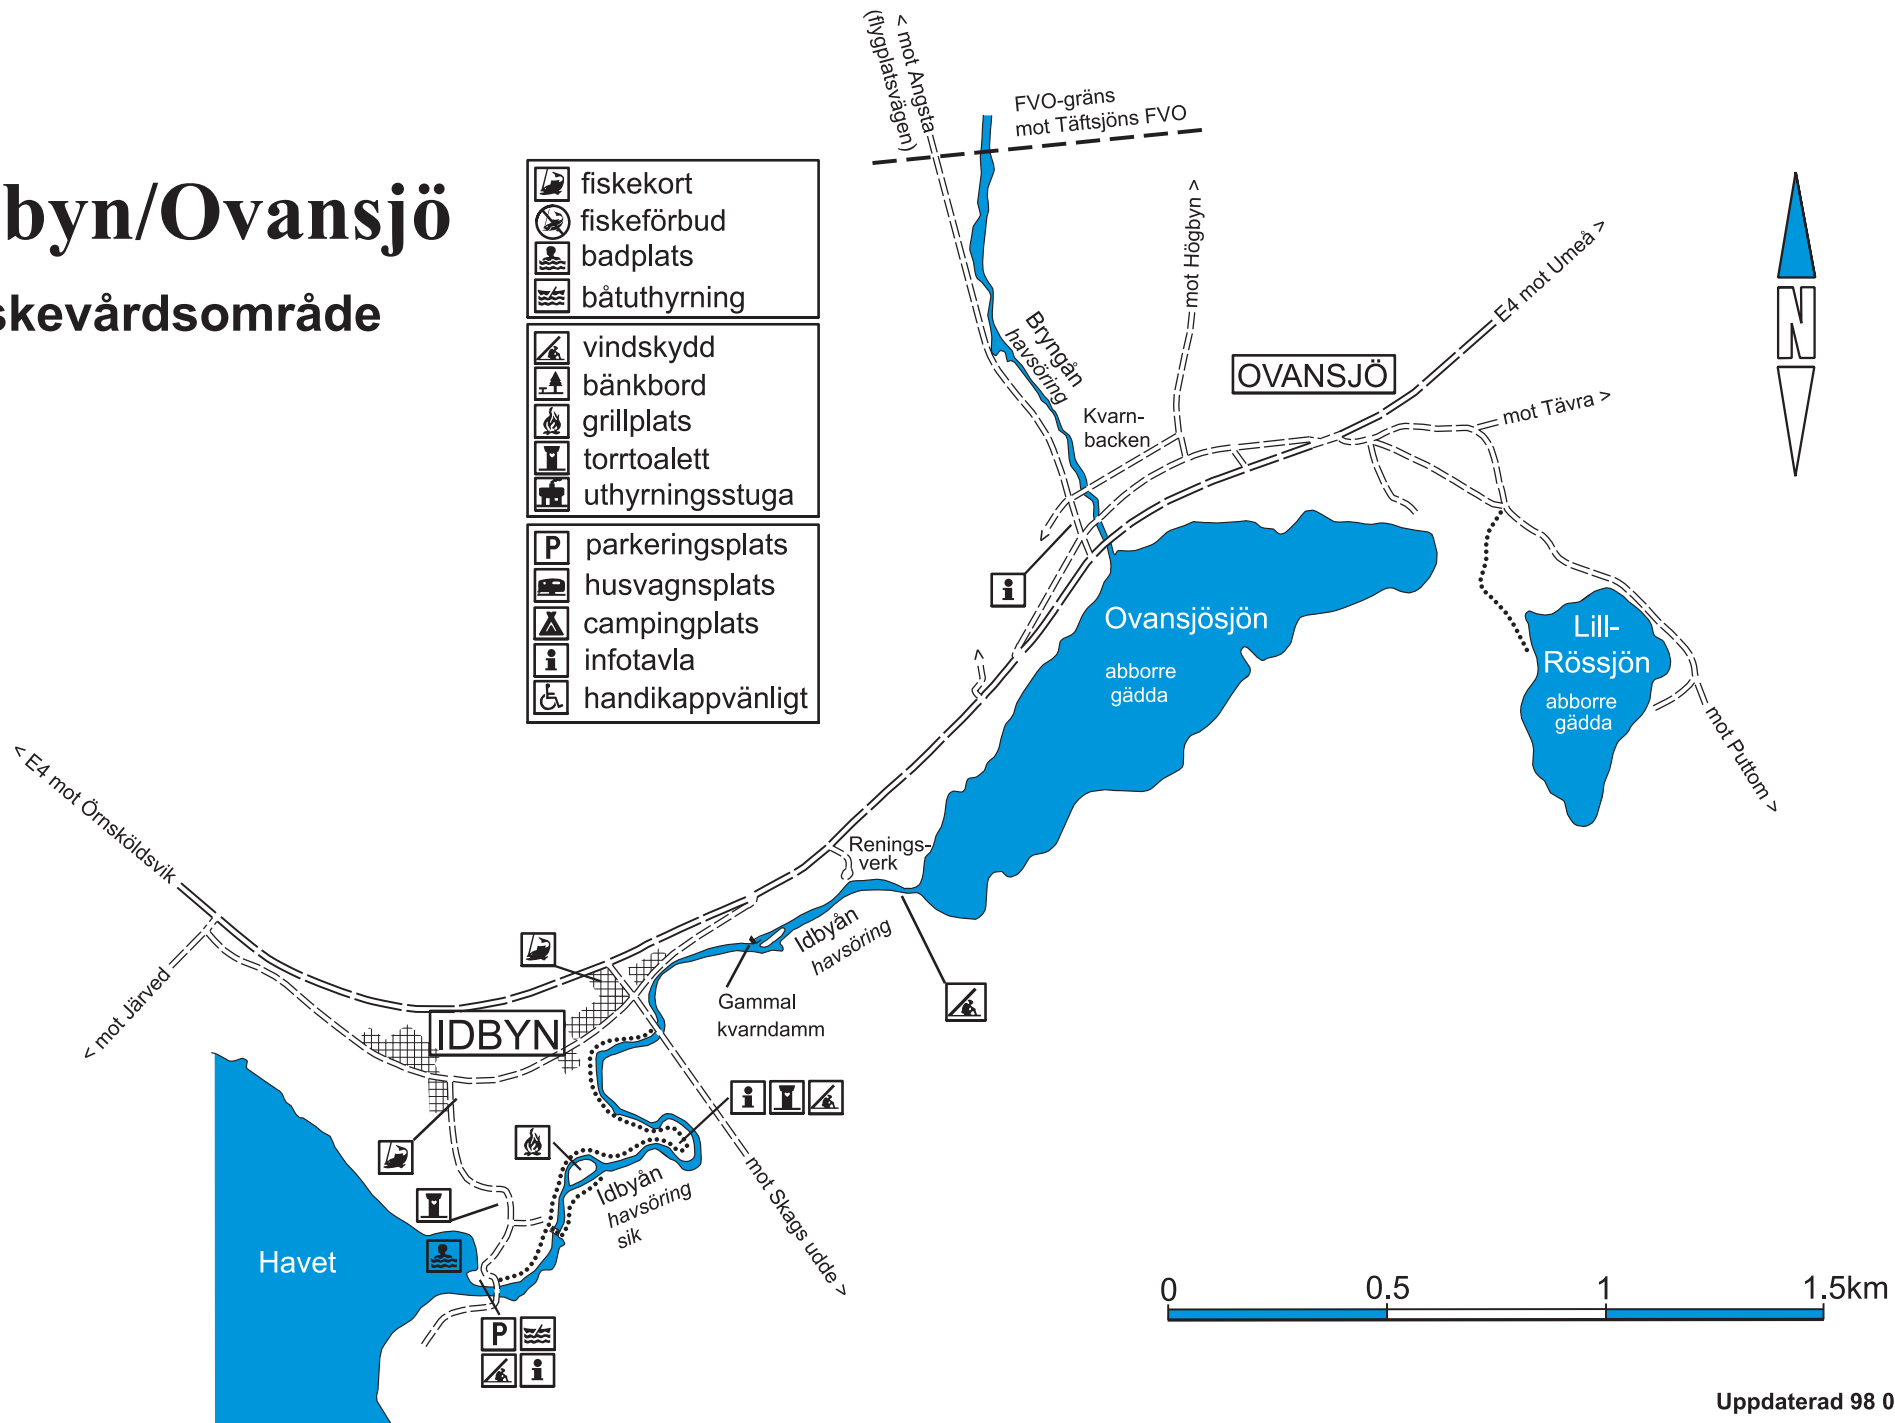 byn/Ovansjö
skevårdsområde
fiskekort
fiskeförbud
badplats
båtuthyrning
vindskydd
bänkbord
grillplats
torrtoalett
uthyrningsstuga
P parkeringsplats
husvagnsplats
campingplats
i infotavla
handikappvänligt
< mot Angsta
(flygplatsvägen)
FVO-gräns
mot Täftsjöns FVO
mot Högbyn >
E4 mot Umeå >
N
Bryngån
havsöring
OVANSJÖ
Kvarn-
backen
mot Tävra >
i
Ovansjösjön
abborre
gädda
Lill-
Rössjön
abborre
gädda
mot Puttom >
< E4 mot Örnsköldsvik
< mot Järved
Renings-
verk
Idbyån
havsöring
Gammal
kvarndamm
IDBYN
i
Idbyån
havsöring
sik
mot Skags udde >
Havet
P
i
0 0.5 1 1.5km
Uppdaterad 98 0